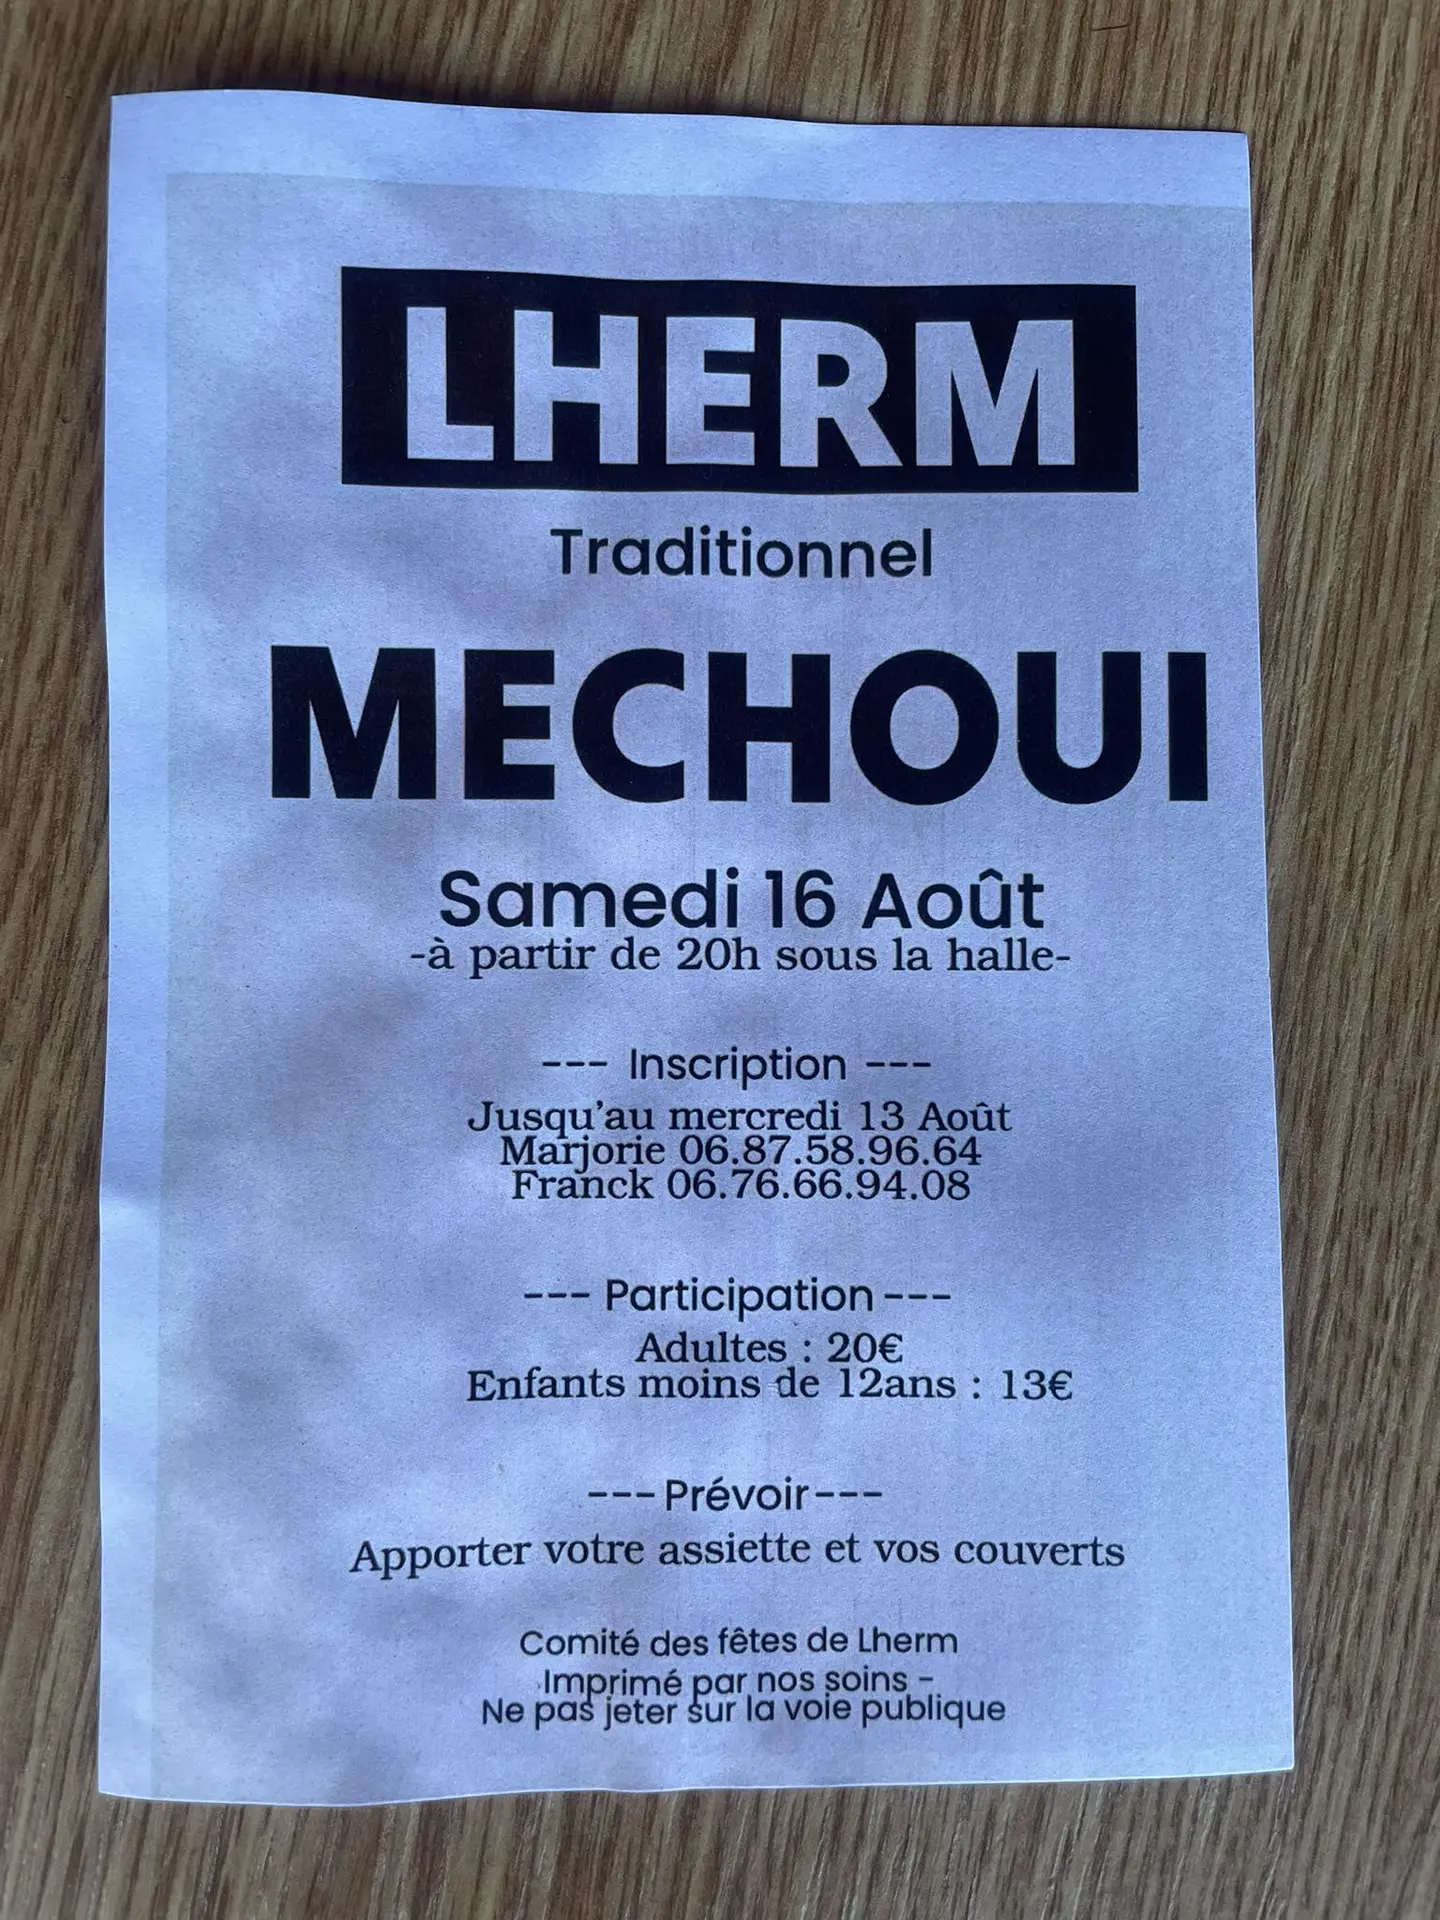 LHERM
Traditionnel
MECHOUI
Samedi 16 Août
-à partir de 20h sous la halle-
--- Inscription ---
Jusqu'au mercredi 13 Août
Marjorie 06.87.58.96.64
Franck 06.76.66.94.08
--- Participation ---
Adultes : 20€
Enfants moins de 12ans : 13€
--- Prévoir ---
Apporter votre assiette et vos couverts
Comité des fêtes de Lherm
Imprimé par nos soins -
Ne pas jeter sur la voie publique